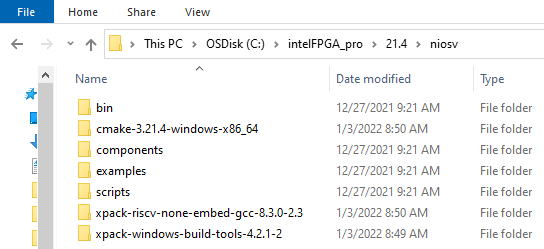 File Home Share View
This PC > OSDisk (C:) > intelFPGA_pro > 21.4 > niosv
Name Date modified Type
bin 12/27/2021 9:21 AM File folder
cmake-3.21.4-windows-x86_64 1/3/2022 8:50 AM File folder
components 12/27/2021 9:21 AM File folder
examples 12/27/2021 9:21 AM File folder
scripts 12/27/2021 9:21 AM File folder
xpack-riscv-none-embed-gcc-8.3.0-2.3 1/3/2022 8:50 AM File folder
xpack-windows-build-tools-4.2.1-2 1/3/2022 8:49 AM File folder